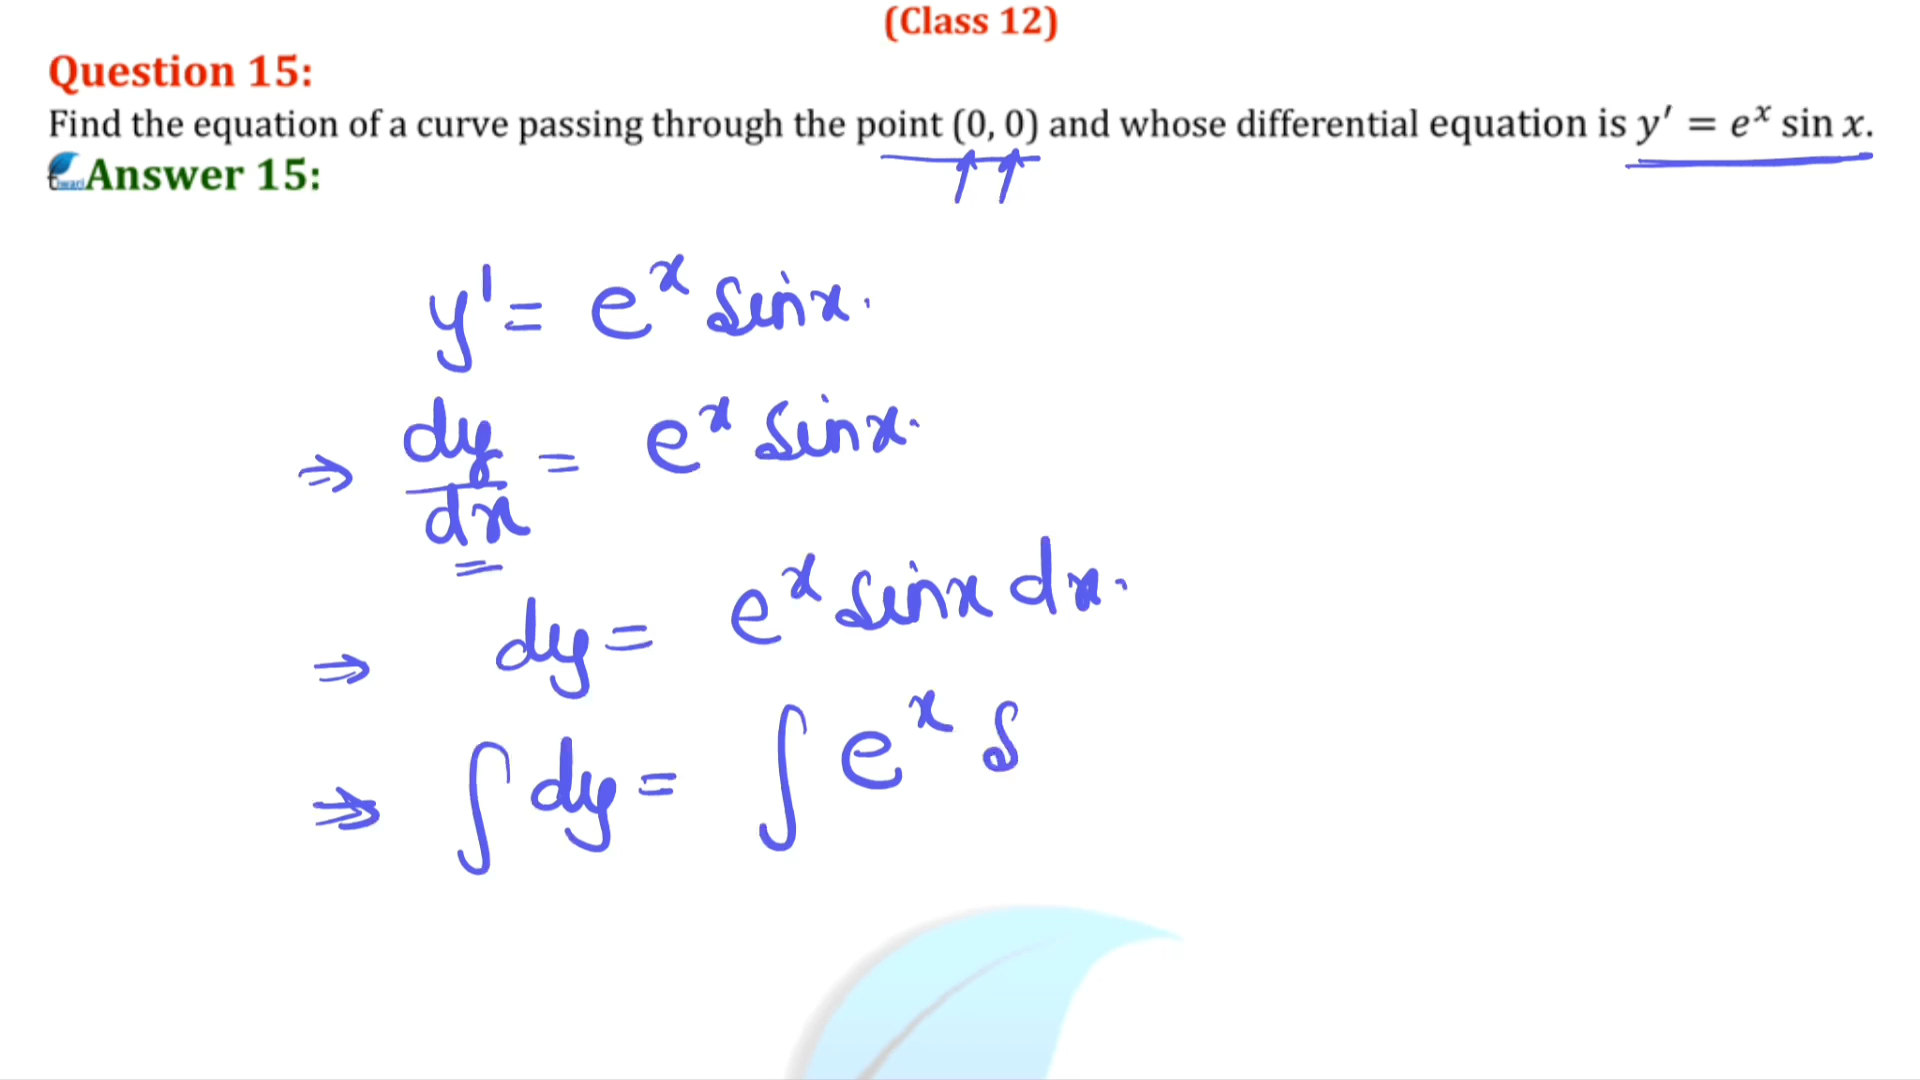 (Class 12)
Question 15:
Find the equation of a curve passing through the point (0, 0) and whose differential equation is y′ = eˣ sin x.
Answer 15:
y' = eˣ sinx.
⇒ dy/dx = eˣ sinx.
⇒ dy = eˣ sinx dx.
⇒ ∫ dy = ∫ eˣ s